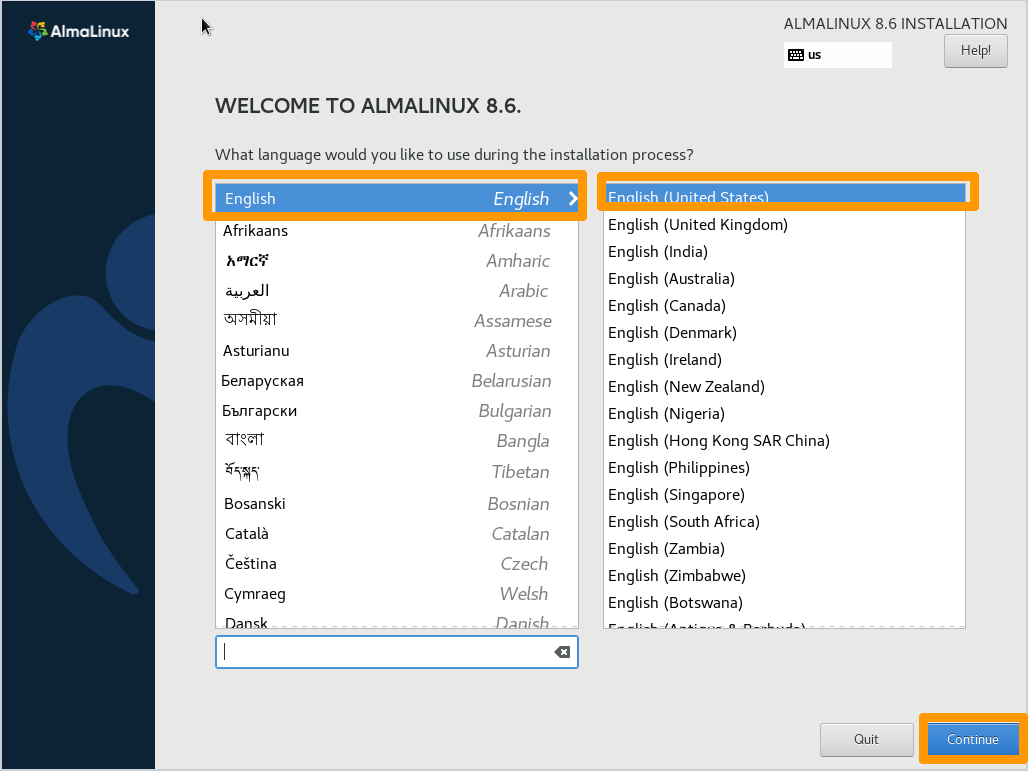 AlmaLinux
ALMALINUX 8.6 INSTALLATION
us
Help!
WELCOME TO ALMALINUX 8.6.
What language would you like to use during the installation process?
English English
Afrikaans Afrikaans
አማርኛ Amharic
العربية Arabic
অসমীয়া Assamese
Asturianu Asturian
Беларуская Belarusian
Български Bulgarian
বাংলা Bangla
བོད་སྐད་ Tibetan
Bosanski Bosnian
Català Catalan
Čeština Czech
Cymraeg Welsh
Dansk Danish
English (United States)
English (United Kingdom)
English (India)
English (Australia)
English (Canada)
English (Denmark)
English (Ireland)
English (New Zealand)
English (Nigeria)
English (Hong Kong SAR China)
English (Philippines)
English (Singapore)
English (South Africa)
English (Zambia)
English (Zimbabwe)
English (Botswana)
English (Antigua & Barbuda)
Quit
Continue